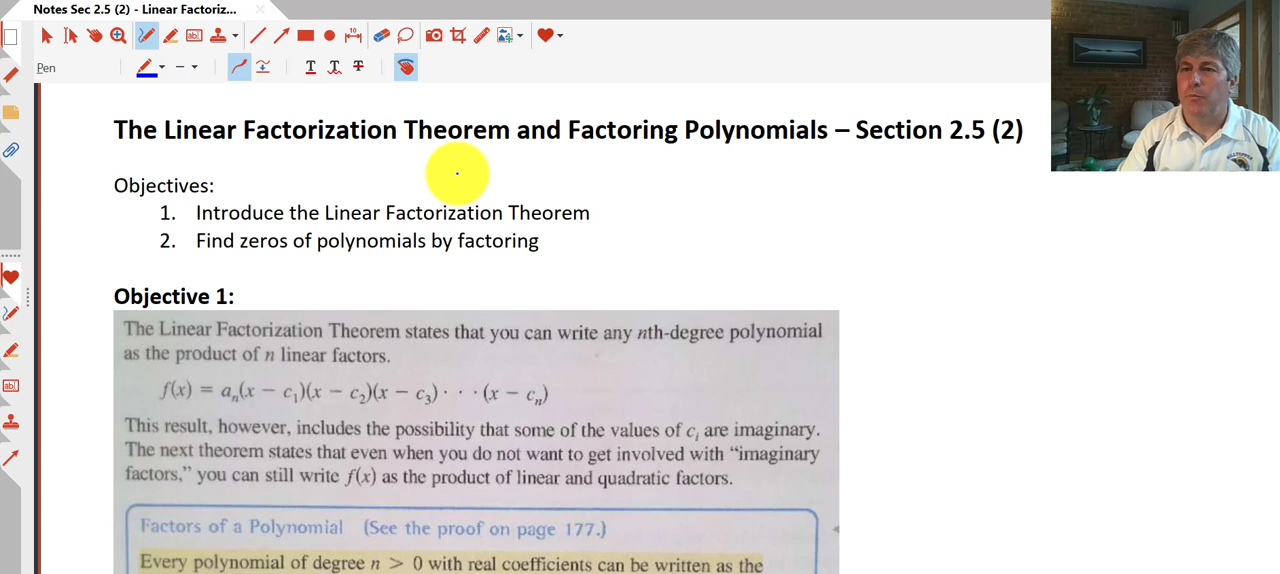 Notes Sec 2.5 (2) - Linear Factoriz...
Pen
The Linear Factorization Theorem and Factoring Polynomials – Section 2.5 (2)
Objectives:
1. Introduce the Linear Factorization Theorem
2. Find zeros of polynomials by factoring
Objective 1:
The Linear Factorization Theorem states that you can write any nth-degree polynomial
as the product of n linear factors.
f(x) = aₙ(x − c₁)(x − c₂)(x − c₃) · · · (x − cₙ)
This result, however, includes the possibility that some of the values of cᵢ are imaginary.
The next theorem states that even when you do not want to get involved with “imaginary
factors,” you can still write f(x) as the product of linear and quadratic factors.
Factors of a Polynomial (See the proof on page 177.)
Every polynomial of degree n > 0 with real coefficients can be written as the